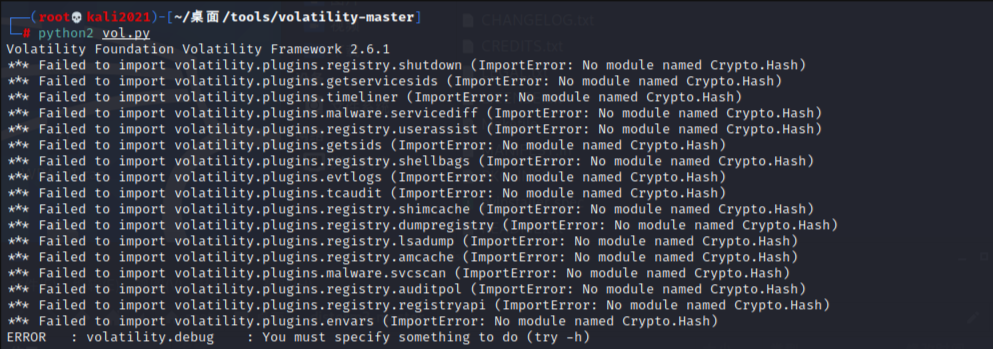 (root💀kali2021)-[~/桌面/tools/volatility-master]
# python2 vol.py
Volatility Foundation Volatility Framework 2.6.1
*** Failed to import volatility.plugins.registry.shutdown (ImportError: No module named Crypto.Hash)
*** Failed to import volatility.plugins.getservicesids (ImportError: No module named Crypto.Hash)
*** Failed to import volatility.plugins.timeliner (ImportError: No module named Crypto.Hash)
*** Failed to import volatility.plugins.malware.servicediff (ImportError: No module named Crypto.Hash)
*** Failed to import volatility.plugins.registry.userassist (ImportError: No module named Crypto.Hash)
*** Failed to import volatility.plugins.getsids (ImportError: No module named Crypto.Hash)
*** Failed to import volatility.plugins.registry.shellbags (ImportError: No module named Crypto.Hash)
*** Failed to import volatility.plugins.evtlogs (ImportError: No module named Crypto.Hash)
*** Failed to import volatility.plugins.tcaudit (ImportError: No module named Crypto.Hash)
*** Failed to import volatility.plugins.registry.shimcache (ImportError: No module named Crypto.Hash)
*** Failed to import volatility.plugins.registry.dumpregistry (ImportError: No module named Crypto.Hash)
*** Failed to import volatility.plugins.registry.lsadump (ImportError: No module named Crypto.Hash)
*** Failed to import volatility.plugins.registry.amcache (ImportError: No module named Crypto.Hash)
*** Failed to import volatility.plugins.malware.svcscan (ImportError: No module named Crypto.Hash)
*** Failed to import volatility.plugins.registry.auditpol (ImportError: No module named Crypto.Hash)
*** Failed to import volatility.plugins.registry.registryapi (ImportError: No module named Crypto.Hash)
*** Failed to import volatility.plugins.envars (ImportError: No module named Crypto.Hash)
ERROR   : volatility.debug    : You must specify something to do (try -h)
CHANGELOG.txt
CREDITS.txt